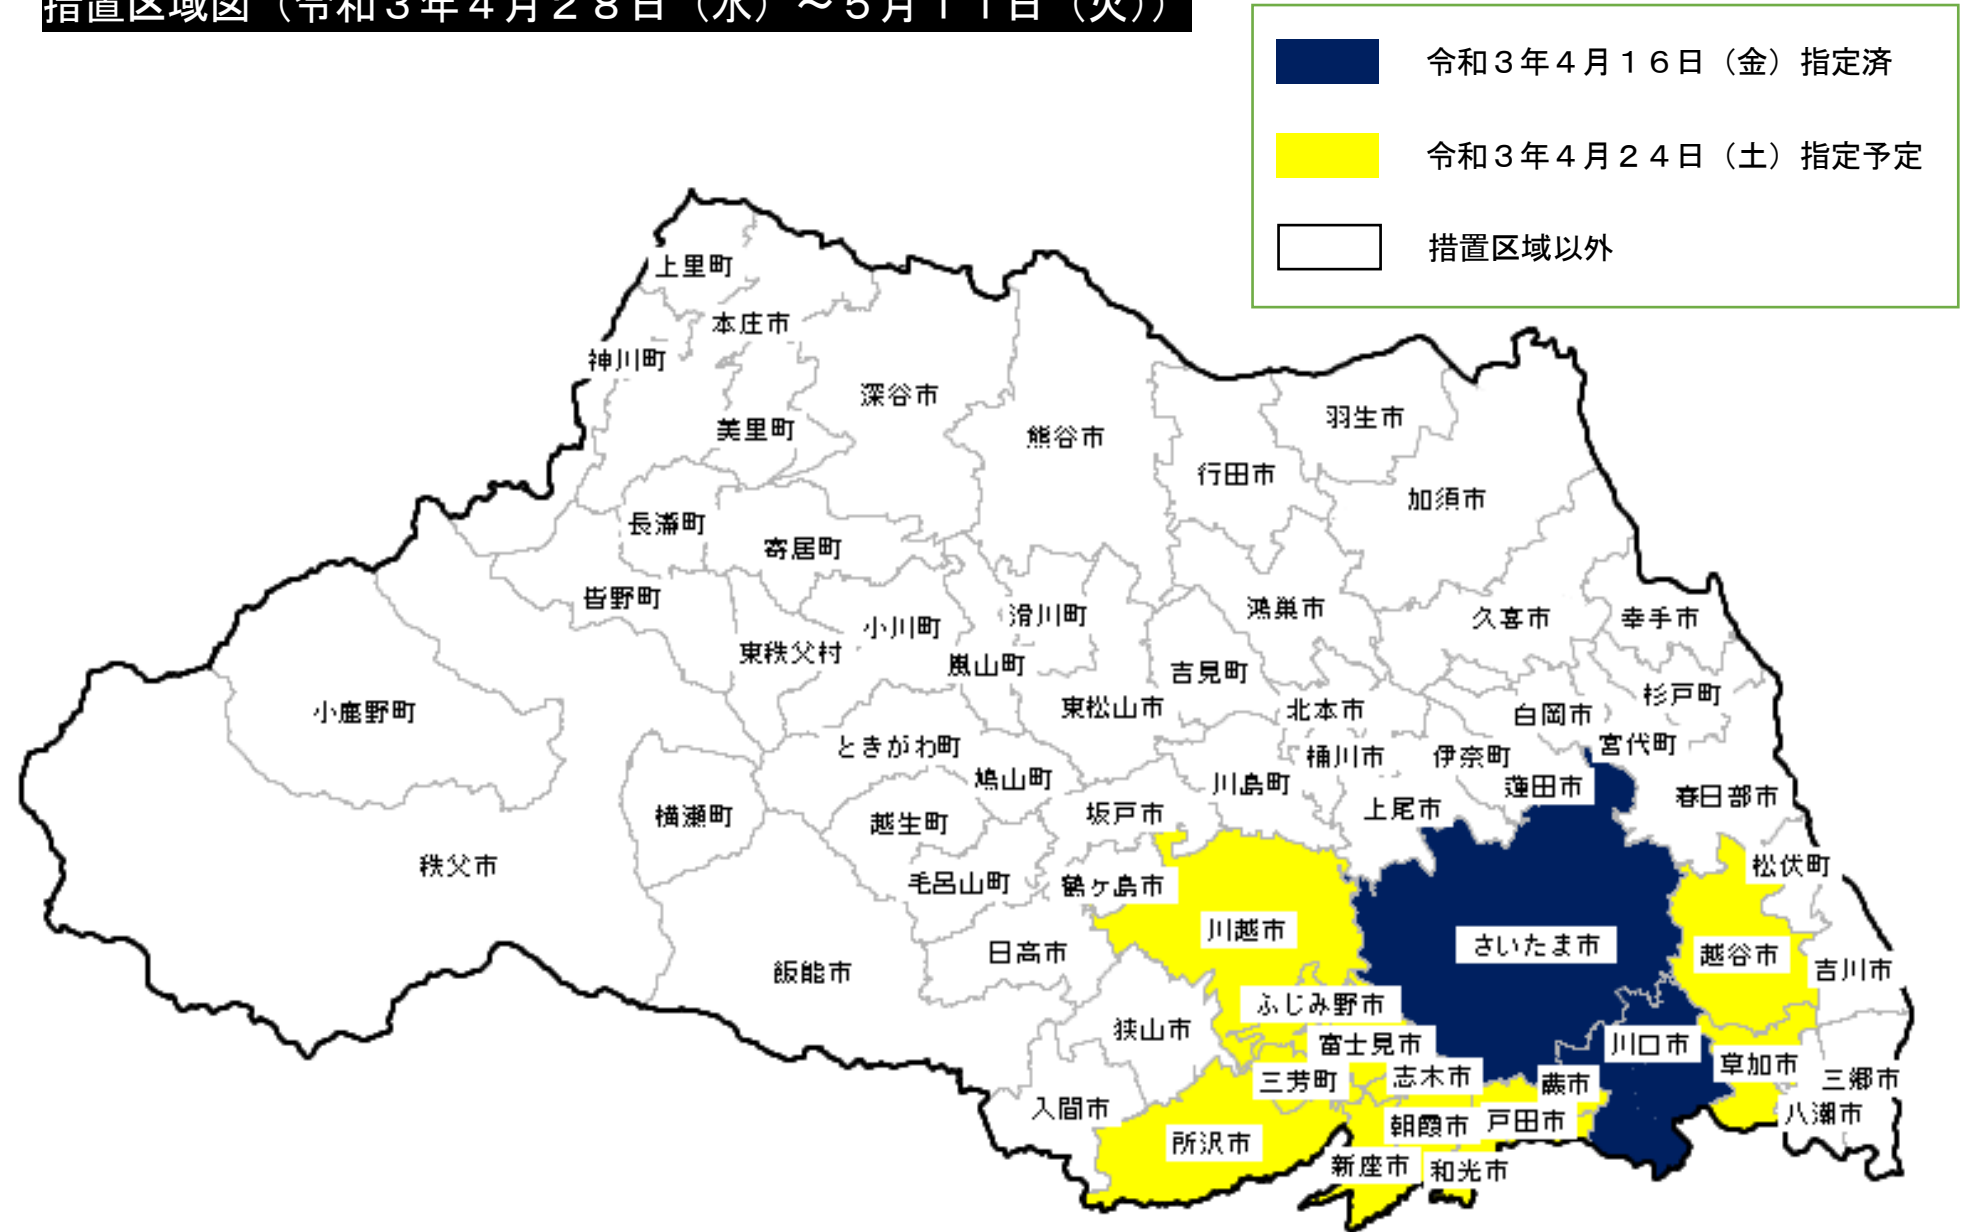 措置区域図（令和３年４月２８日（水）～５月１１日（火））
令和３年４月１６日（金）指定済
令和３年４月２４日（土）指定予定
措置区域以外
上里町
本庄市
神川町
深谷市
美里町
熊谷市
羽生市
行田市
加須市
長瀞町
寄居町
皆野町
小川町
滑川町
鴻巣市
久喜市
幸手市
東秩父村
嵐山町
吉見町
小鹿野町
東松山市
北本市
白岡市
杉戸町
ときがわ町
鳩山町
川島町
桶川市
伊奈町
宮代町
蓮田市
春日部市
横瀬町
越生町
坂戸市
上尾市
秩父市
毛呂山町
鶴ヶ島市
松伏町
川越市
さいたま市
越谷市
日高市
飯能市
吉川市
ふじみ野市
狭山市
富士見市
川口市
草加市
三芳町
志木市
蕨市
三郷市
入間市
朝霞市
戸田市
八潮市
所沢市
新座市
和光市